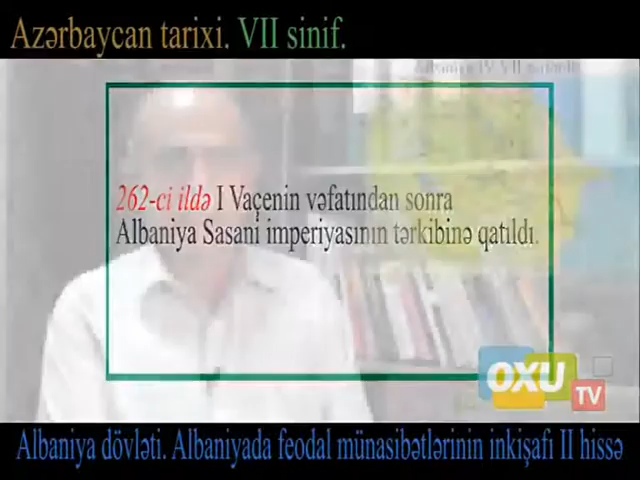 Azərbaycan tarixi. VII sinif.
262-ci ildə I Vaçenin vəfatından sonra
Albaniya Sasani imperiyasının tərkibinə qatıldı.
OXU
TV
Albaniya dövləti. Albaniyada feodal münasibətlərinin inkişafı II hissə